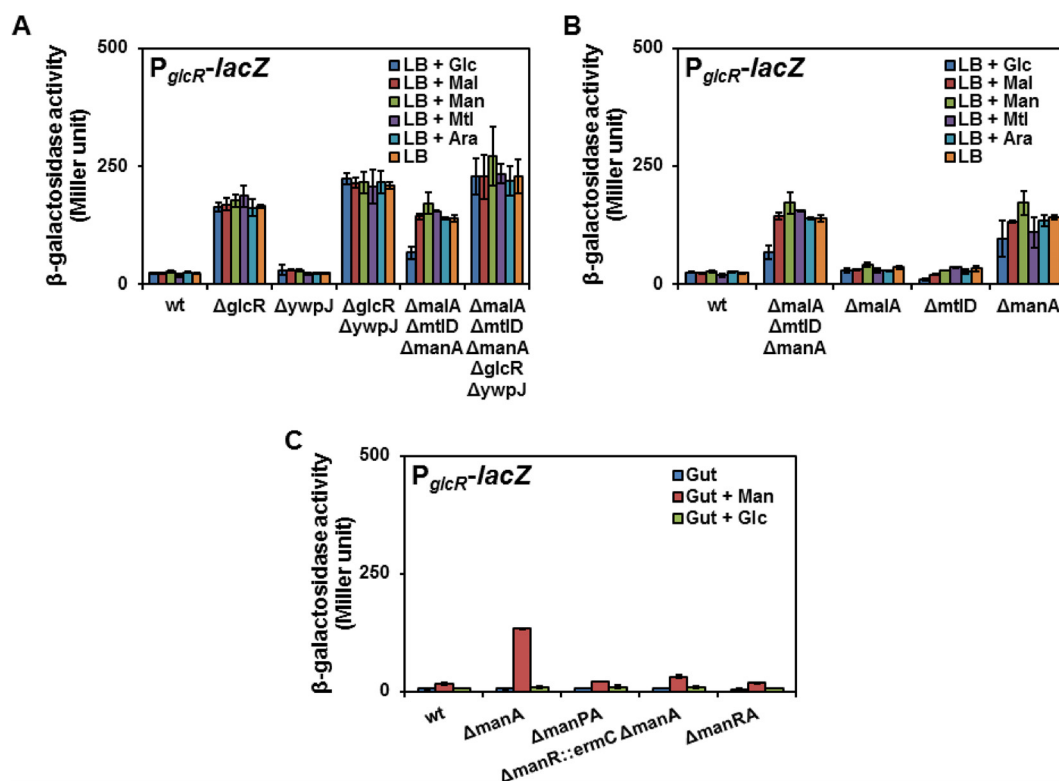 A
β-galactosidase activity
(Miller unit)
500
250
0
PglcR-lacZ
LB + Glc
LB + Mal
LB + Man
LB + Mtl
LB + Ara
LB
wt
ΔglcR
ΔywpJ
ΔglcR
ΔywpJ
ΔmalA
ΔmtlD
ΔmanA
ΔmalA
ΔmtlD
ΔmanA
ΔglcR
ΔywpJ
B
β-galactosidase activity
(Miller unit)
500
250
0
PglcR-lacZ
LB + Glc
LB + Mal
LB + Man
LB + Mtl
LB + Ara
LB
wt
ΔmalA
ΔmtlD
ΔmanA
ΔmalA
ΔmtlD
ΔmanA
C
β-galactosidase activity
(Miller unit)
500
250
0
PglcR-lacZ
Gut
Gut + Man
Gut + Glc
wt
ΔmanA
ΔmanPA
ΔmanR::ermC ΔmanA
ΔmanRA